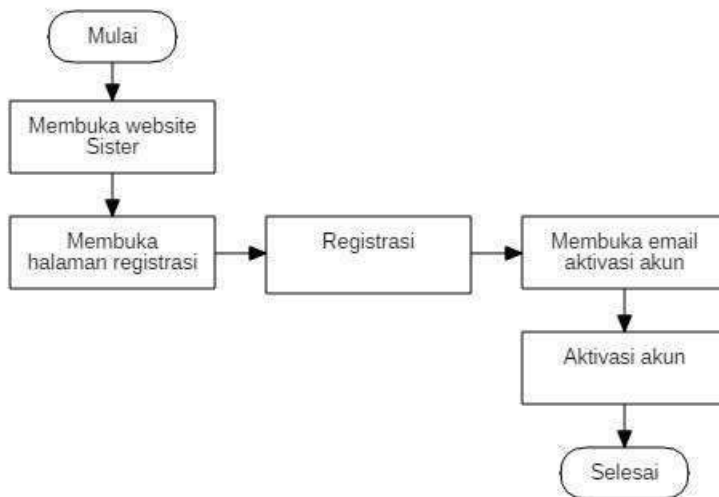 Mulai
Membuka website
Sister
Membuka
halaman registrasi
Registrasi
Membuka email
aktivasi akun
Aktivasi akun
Selesai